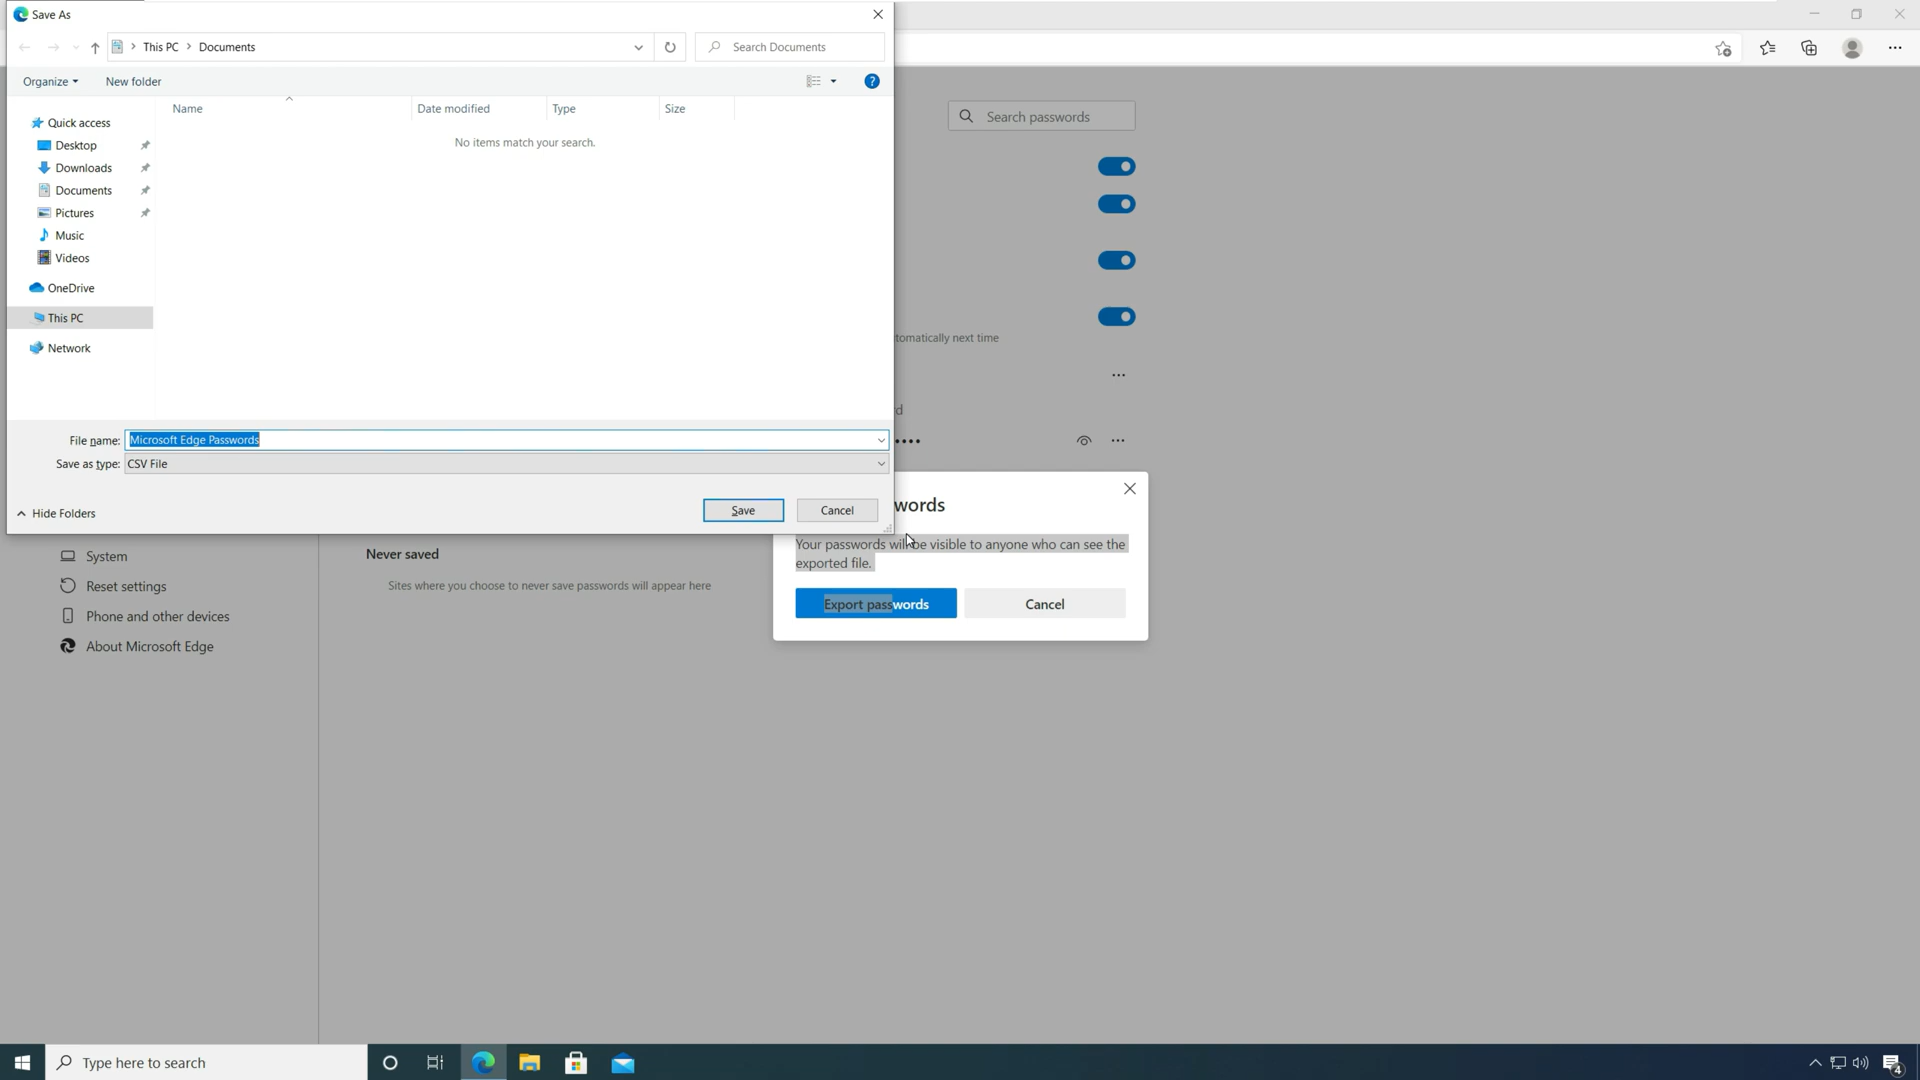 Save As
This PC
Documents
Search Documents
Organize
New folder
?
Name
Date modified
Type
Size
No items match your search.
Quick access
Desktop
Downloads
Documents
Pictures
Music
Videos
OneDrive
This PC
Network
File name:
Microsoft Edge Passwords
Save as type:
CSV File
Hide Folders
Save
Cancel
Search passwords
tomatically next time
rd
words
Your passwords will be visible to anyone who can see the
exported file.
Export passwords
Cancel
System
Reset settings
Phone and other devices
About Microsoft Edge
Never saved
Sites where you choose to never save passwords will appear here
Type here to search
4